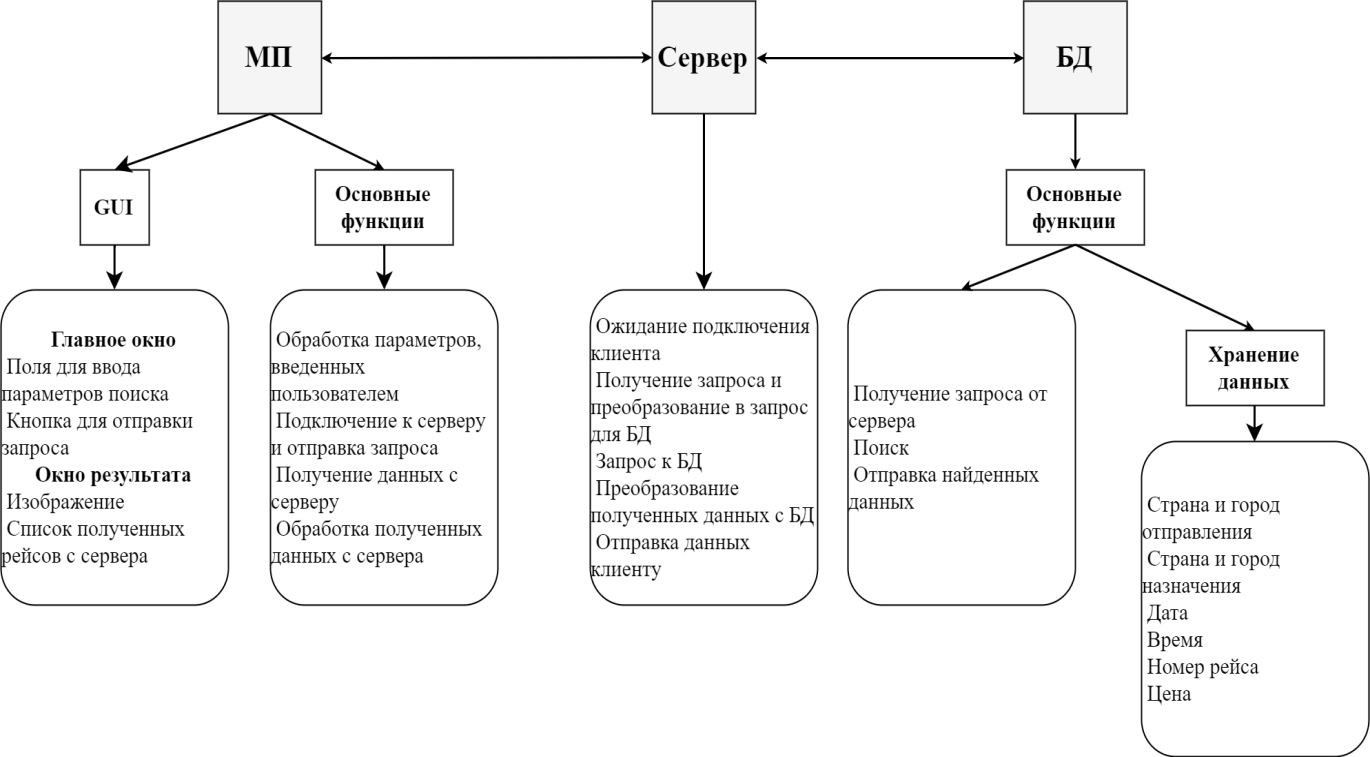 МП
Сервер
БД
GUI
Основные
функции
Основные
функции
Главное окно
Поля для ввода
параметров поиска
Кнопка для отправки
запроса
Окно результата
Изображение
Список полученных
рейсов с сервера
Обработка параметров,
введенных
пользователем
Подключение к серверу
и отправка запроса
Получение данных с
серверу
Обработка полученных
данных с сервера
Ожидание подключения
клиента
Получение запроса и
преобразование в запрос
для БД
Запрос к БД
Преобразование
полученных данных с БД
Отправка данных
клиенту
Получение запроса от
сервера
Поиск
Отправка найденных
данных
Хранение
данных
Страна и город
отправления
Страна и город
назначения
Дата
Время
Номер рейса
Цена